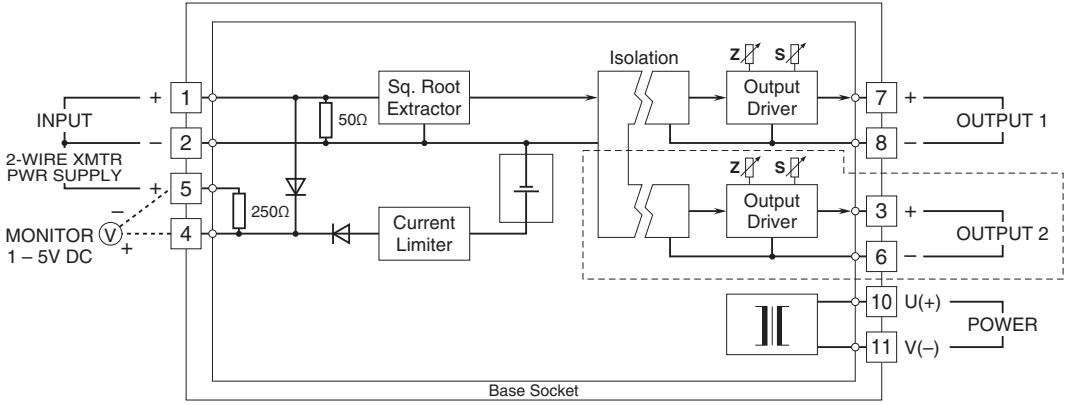 Isolation
Z
S
+
1
Sq. Root
Extractor
Output
Driver
7
+
50Ω
INPUT
OUTPUT 1
–
2
8
–
2-WIRE XMTR
PWR SUPPLY
+
5
Z
S
–
250Ω
Current
Limiter
Output
Driver
3
+
MONITOR
V
+
4
OUTPUT 2
1 – 5V DC
6
–
10
U(+)
POWER
11
V(–)
Base Socket